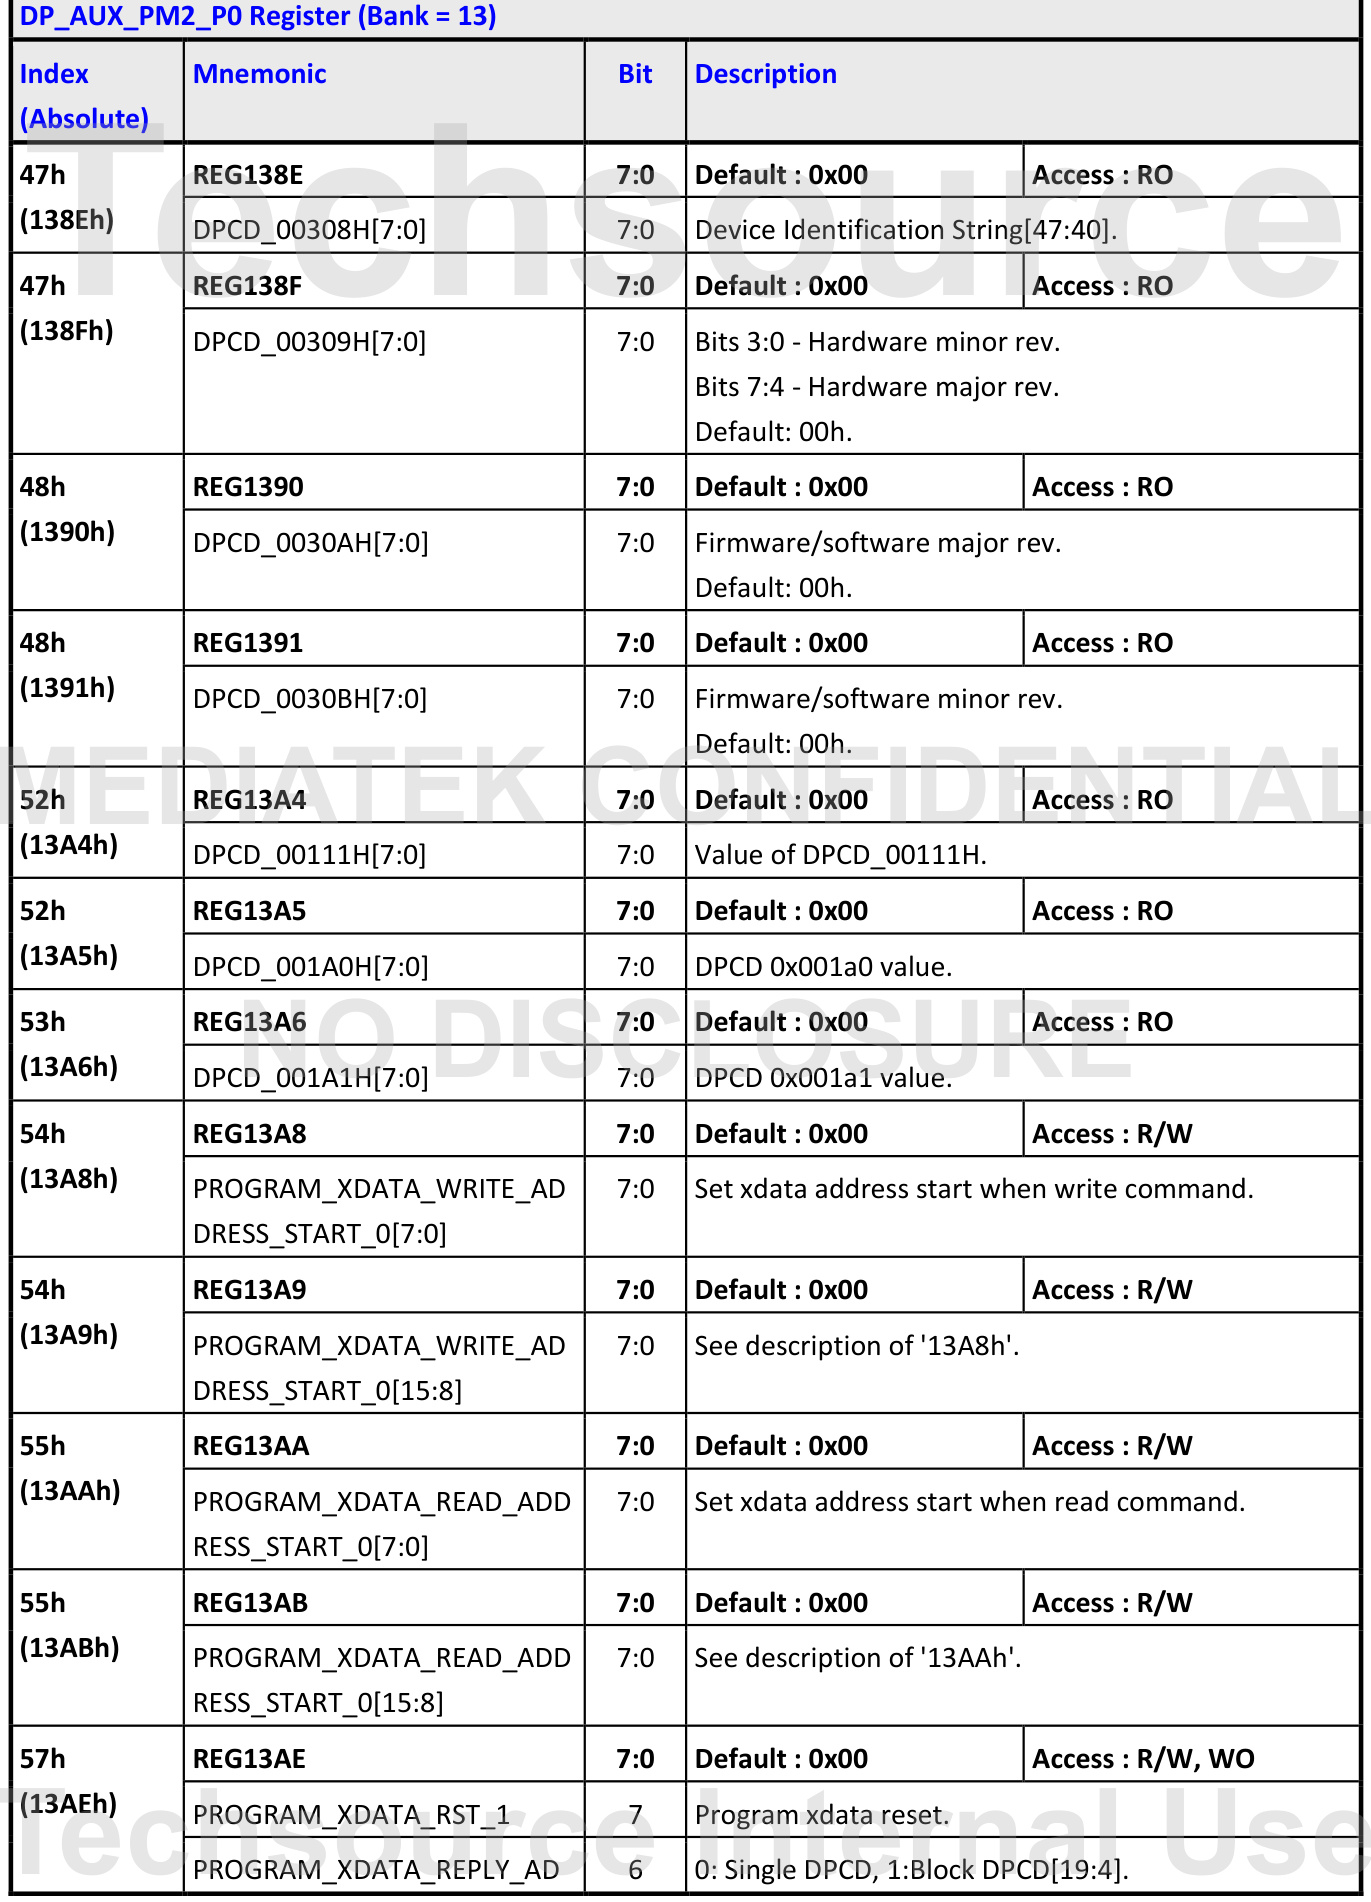 DP_AUX_PM2_P0 Register (Bank = 13)
Index
(Absolute)
Mnemonic
Bit
Description
47h
(138Eh)
REG138E
7:0
Default : 0x00
Access : RO
DPCD_00308H[7:0]
7:0
Device Identification String[47:40].
47h
(138Fh)
REG138F
7:0
Default : 0x00
Access : RO
DPCD_00309H[7:0]
7:0
Bits 3:0 - Hardware minor rev.
Bits 7:4 - Hardware major rev.
Default: 00h.
48h
(1390h)
REG1390
7:0
Default : 0x00
Access : RO
DPCD_0030AH[7:0]
7:0
Firmware/software major rev.
Default: 00h.
48h
(1391h)
REG1391
7:0
Default : 0x00
Access : RO
DPCD_0030BH[7:0]
7:0
Firmware/software minor rev.
Default: 00h.
52h
(13A4h)
REG13A4
7:0
Default : 0x00
Access : RO
DPCD_00111H[7:0]
7:0
Value of DPCD_00111H.
52h
(13A5h)
REG13A5
7:0
Default : 0x00
Access : RO
DPCD_001A0H[7:0]
7:0
DPCD 0x001a0 value.
53h
(13A6h)
REG13A6
7:0
Default : 0x00
Access : RO
DPCD_001A1H[7:0]
7:0
DPCD 0x001a1 value.
54h
(13A8h)
REG13A8
7:0
Default : 0x00
Access : R/W
PROGRAM_XDATA_WRITE_AD
DRESS_START_0[7:0]
7:0
Set xdata address start when write command.
54h
(13A9h)
REG13A9
7:0
Default : 0x00
Access : R/W
PROGRAM_XDATA_WRITE_AD
DRESS_START_0[15:8]
7:0
See description of '13A8h'.
55h
(13AAh)
REG13AA
7:0
Default : 0x00
Access : R/W
PROGRAM_XDATA_READ_ADD
RESS_START_0[7:0]
7:0
Set xdata address start when read command.
55h
(13ABh)
REG13AB
7:0
Default : 0x00
Access : R/W
PROGRAM_XDATA_READ_ADD
RESS_START_0[15:8]
7:0
See description of '13AAh'.
57h
(13AEh)
REG13AE
7:0
Default : 0x00
Access : R/W, WO
PROGRAM_XDATA_RST_1
7
Program xdata reset.
PROGRAM_XDATA_REPLY_AD
6
0: Single DPCD, 1:Block DPCD[19:4].
Techsource
MEDIATEK CONFIDENTIAL
NO DISCLOSURE
Techsource Internal Use